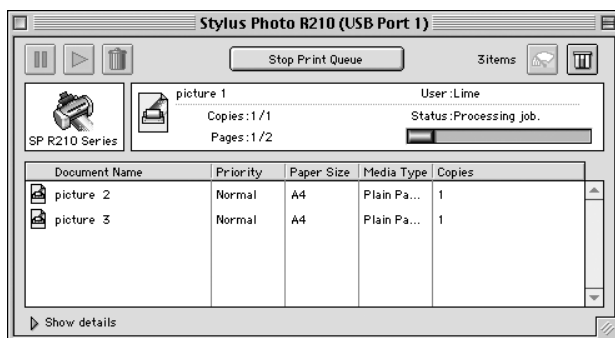 Stylus Photo R210 (USB Port 1)
Stop Print Queue
3items
SP R210 Series
picture 1
User:Lime
Copies:1/1
Status:Processing job.
Pages:1/2
Document Name Priority Paper Size Media Type Copies
picture 2 Normal A4 Plain Pa... 1
picture 3 Normal A4 Plain Pa... 1
Show details